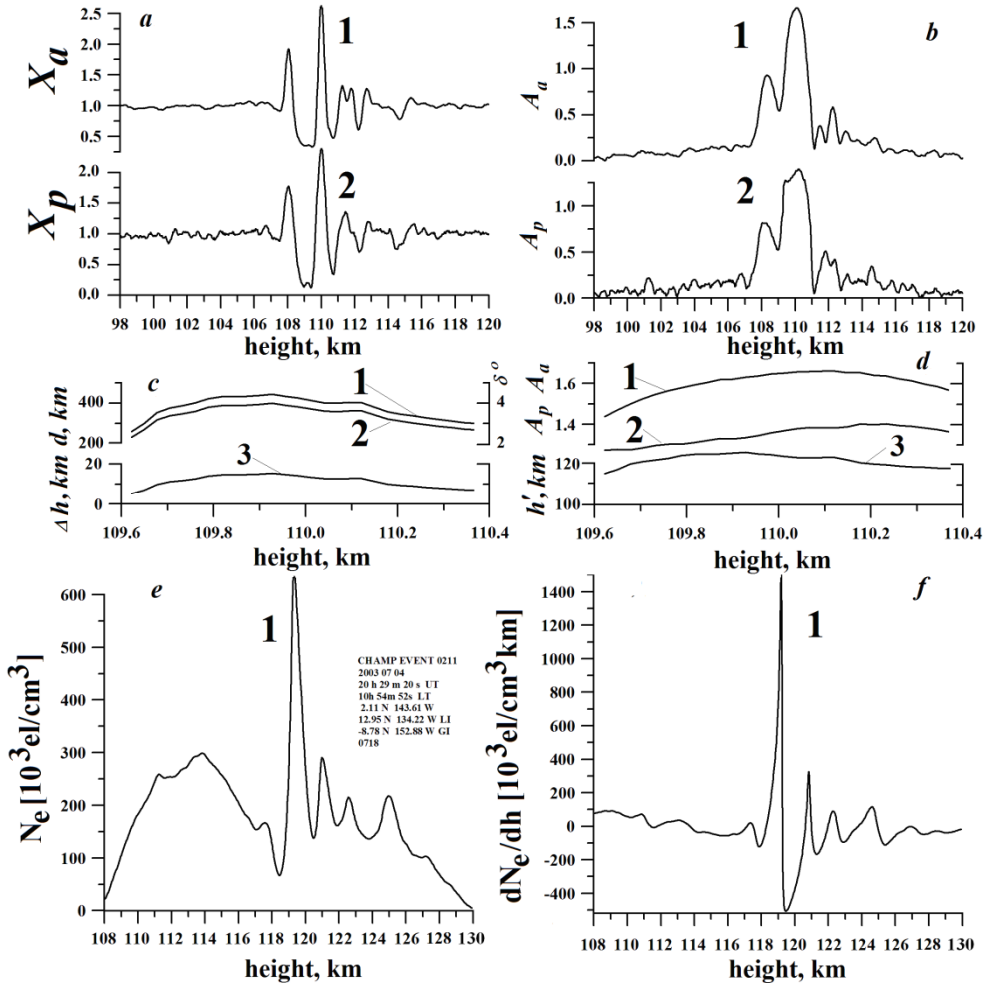 a
1
X_a
2.5
2.0
1.5
1.0
0.5
2
X_p
2.0
1.5
1.0
0.5
0.0
98 100 102 104 106 108 110 112 114 116 118 120
height, km
b
1
A_a
1.5
1.0
0.5
0.0
2
A_p
1.0
0.5
0.0
98 100 102 104 106 108 110 112 114 116 118 120
height, km
c
1
2
3
Δh, km d, km
400
200
20
0
δ°
4
2
109.6 109.8 110.0 110.2 110.4
height, km
d
1
2
3
h', km A_p A_a
1.6
1.4
120
100
109.6 109.8 110.0 110.2 110.4
height, km
e
1
N_e [10³el/cm³]
600
500
400
300
200
100
0
CHAMP EVENT 0211
2003 07 04
20 h 29 m 20 s UT
10h 54m 52s LT
2.11 N 143.61 W
12.95 N 134.22 W LI
-8.78 N 152.88 W GI
0718
108 110 112 114 116 118 120 122 124 126 128 130
height, km
f
1
dN_e/dh [10³el/cm³km]
1400
1200
1000
800
600
400
200
0
-200
-400
108 110 112 114 116 118 120 122 124 126 128 130
height, km